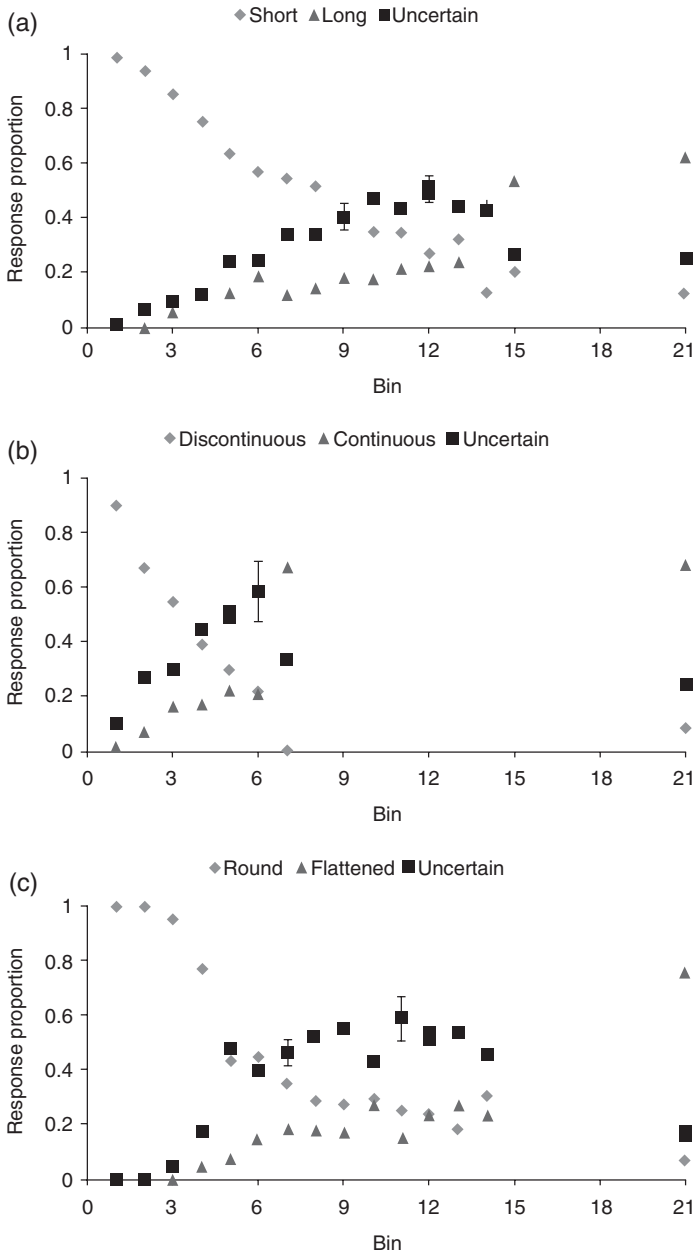 (a)
Short Long Uncertain
1
0.8
0.6
0.4
0.2
0
Response proportion
0 3 6 9 12 15 18 21
Bin
(b)
Discontinuous Continuous Uncertain
1
0.8
0.6
0.4
0.2
0
Response proportion
0 3 6 9 12 15 18 21
Bin
(c)
Round Flattened Uncertain
1
0.8
0.6
0.4
0.2
0
Response proportion
0 3 6 9 12 15 18 21
Bin